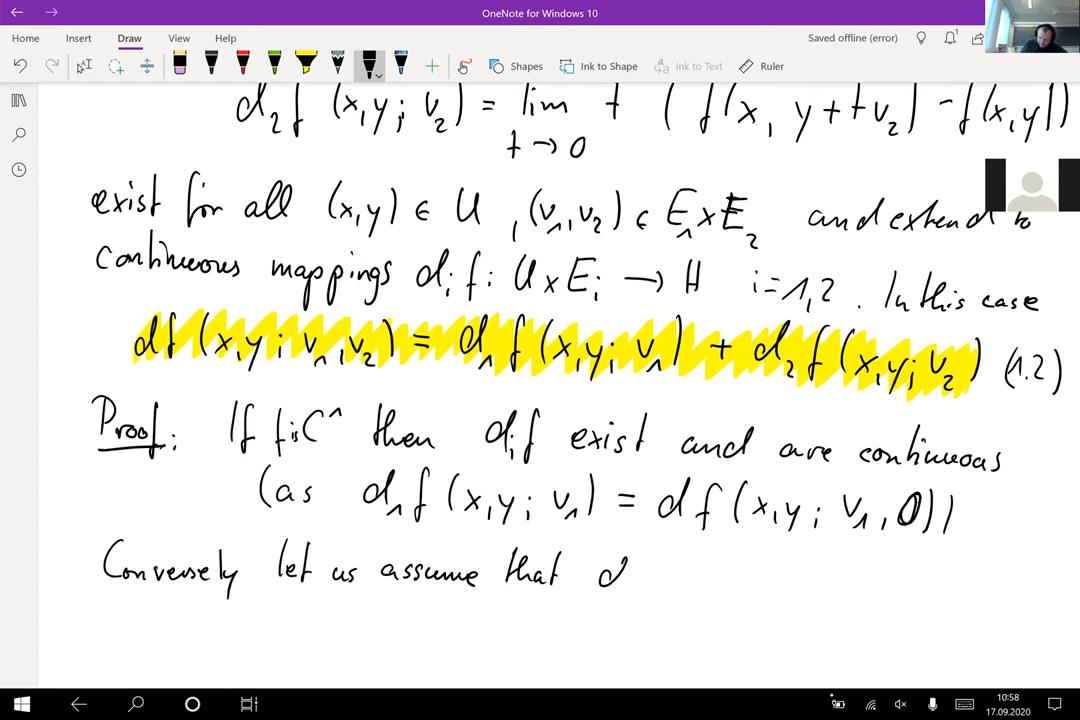 OneNote for Windows 10
Home Insert Draw View Help Saved offline (error)
Shapes Ink to Shape Ink to Text Ruler
d₂f (x,y; v₂) = lim t (f(x, y+tv₂) -f(x,y))
t → 0
exist for all (x,y) ∈ U , (v₁,v₂) ∈ E₁×E₂ and extend to
continuous mappings dᵢf: U×Eᵢ → H i=1,2. In this case
df (x,y; v₁,v₂) = d₁f(x,y; v₁) + d₂f(x,y; v₂) (1.2)
Proof: If f is C¹ then dᵢf exist and are continuous
(as d₁f (x,y; v₁) = df(x,y; v₁,0))
Conversely let us assume that d
10:58
17.09.2020